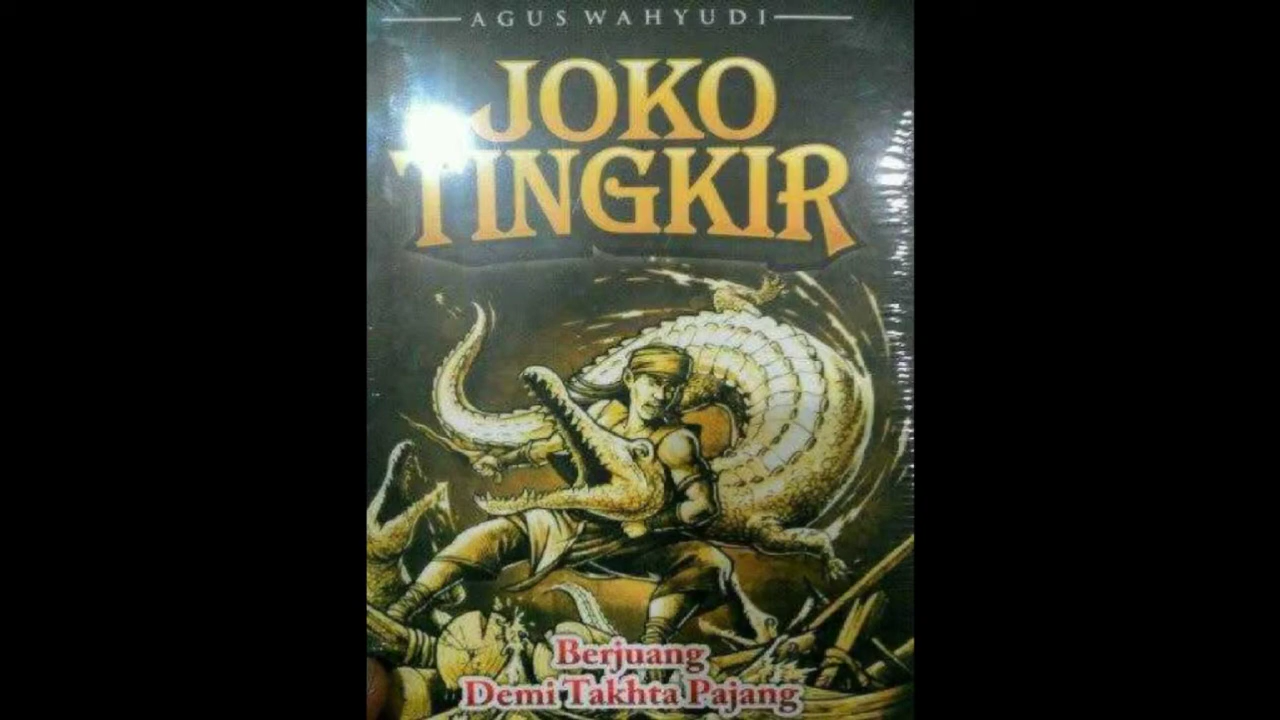 AGUS WAHYUDI
JOKO
TINGKIR
Berjuang
Demi Takhta Pajang